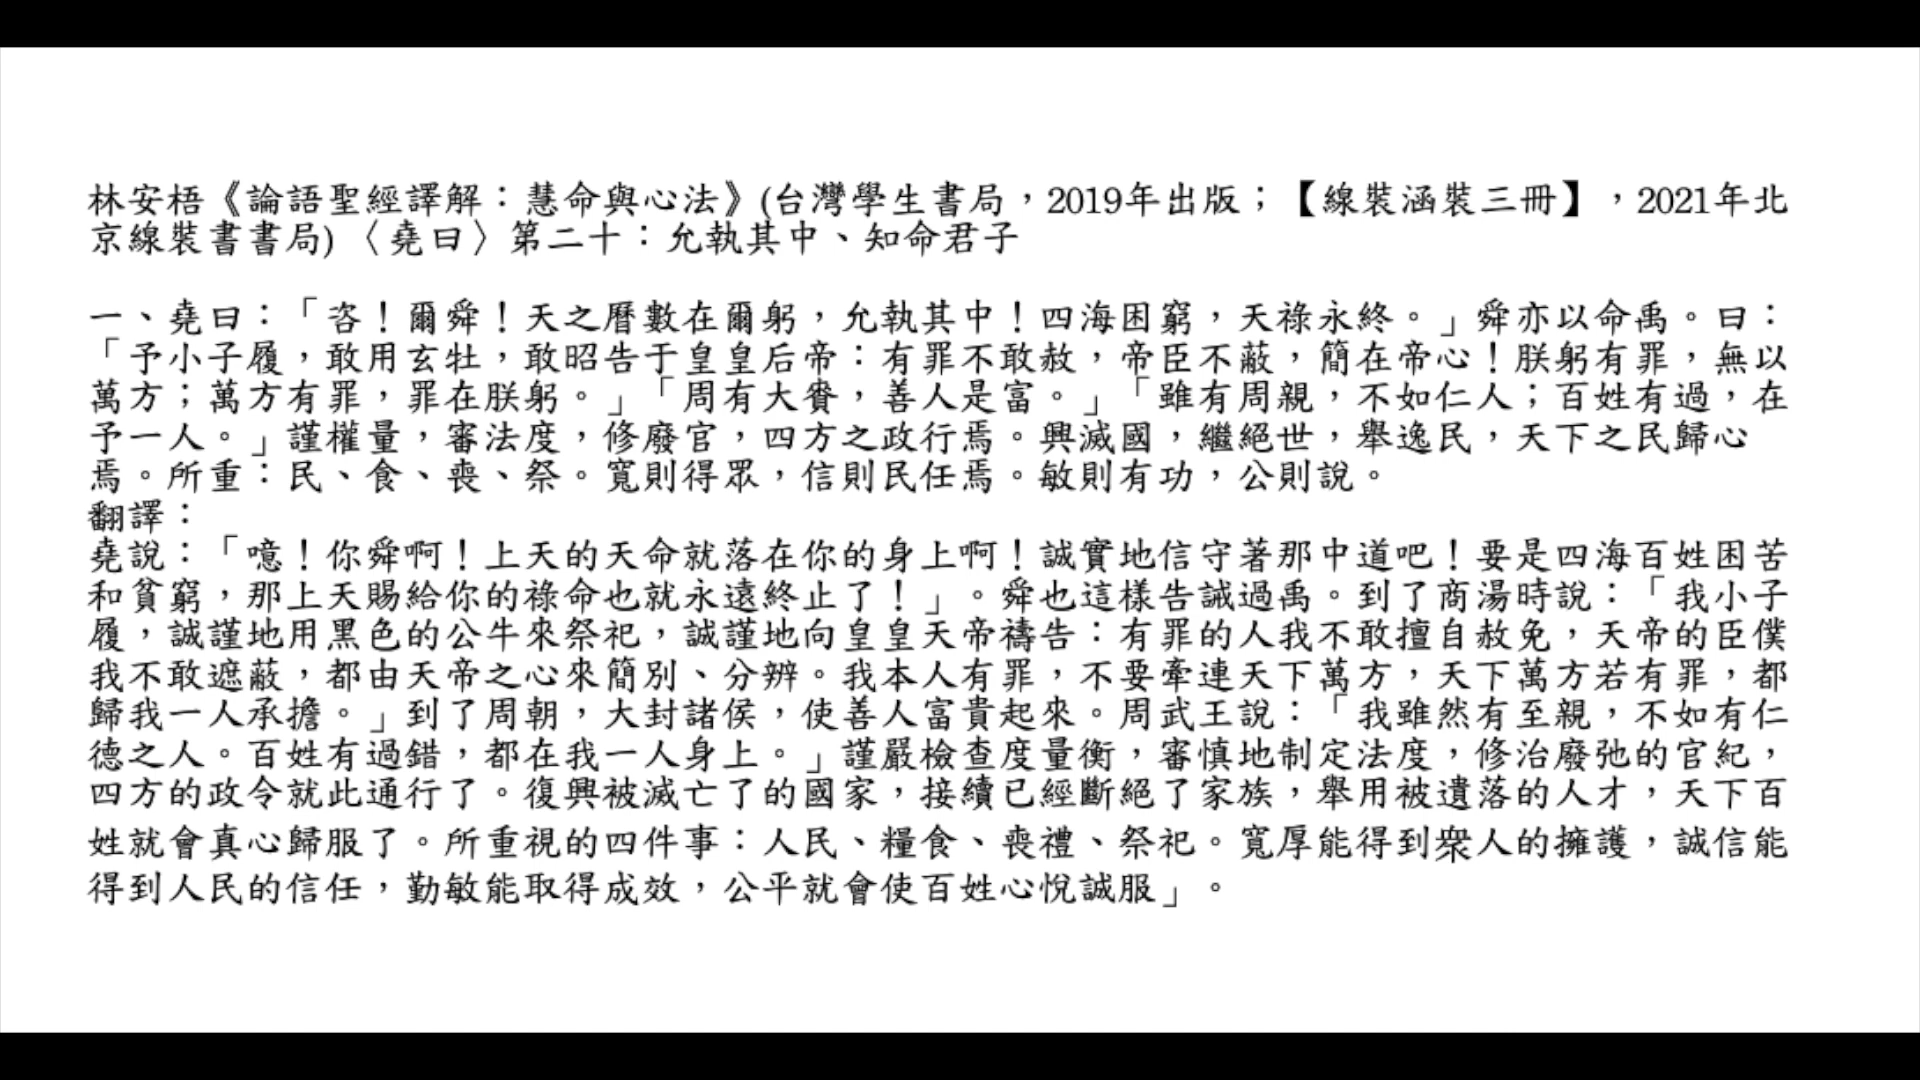 林安梧《論語聖經譯解：慧命與心法》(台灣學生書局，2019年出版；【線裝涵裝三冊】，2021年北
京線裝書書局)〈堯曰〉第二十：允執其中、知命君子
一、堯曰：「咨！爾舜！天之曆數在爾躬，允執其中！四海困窮，天祿永終。」舜亦以命禹。曰：
「予小子履，敢用玄牡，敢昭告于皇皇后帝：有罪不敢赦，帝臣不蔽，簡在帝心！朕躬有罪，無以
萬方；萬方有罪，罪在朕躬。」「周有大賚，善人是富。」「雖有周親，不如仁人；百姓有過，在
予一人。」謹權量，審法度，修廢官，四方之政行焉。興滅國，繼絕世，舉逸民，天下之民歸心
焉。所重：民、食、喪、祭。寬則得眾，信則民任焉。敏則有功，公則說。
翻譯：
堯說：「噫！你舜啊！上天的天命就落在你的身上啊！誠實地信守著那中道吧！要是四海百姓困苦
和貧窮，那上天賜給你的祿命也就永遠終止了！」。舜也這樣告誡過禹。到了商湯時說：「我小子
履，誠謹地用黑色的公牛來祭祀，誠謹地向皇皇天帝禱告：有罪的人我不敢擅自赦免，天帝的臣僕
我不敢遮蔽，都由天帝之心來簡別、分辨。我本人有罪，不要牽連天下萬方，天下萬方若有罪，都
歸我一人承擔。」到了周朝，大封諸侯，使善人富貴起來。周武王說：「我雖然有至親，不如有仁
德之人。百姓有過錯，都在我一人身上。」謹嚴檢查度量衡，審慎地制定法度，修治廢弛的官紀，
四方的政令就此通行了。復興被滅亡了的國家，接續已經斷絕了家族，舉用被遺落的人才，天下百
姓就會真心歸服了。所重視的四件事：人民、糧食、喪禮、祭祀。寬厚能得到衆人的擁護，誠信能
得到人民的信任，勤敏能取得成效，公平就會使百姓心悅誠服」。